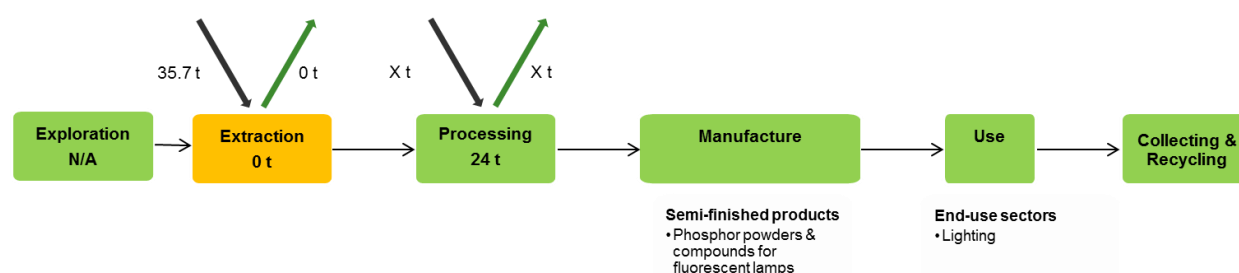 35.7 t
0 t
X t
X t
Exploration
N/A
Extraction
0 t
Processing
24 t
Manufacture
Use
Collecting &
Recycling
Semi-finished products
•Phosphor powders &
compounds for
fluorescent lamps
End-use sectors
•Lighting